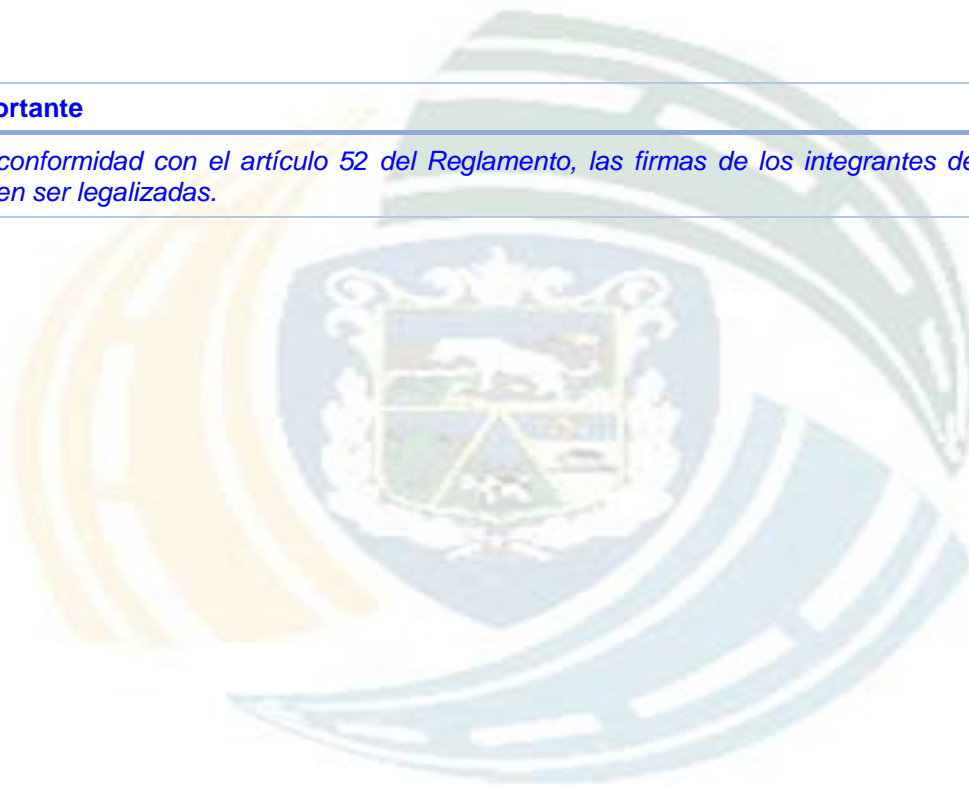 ortante
conformidad con el artículo 52 del Reglamento, las firmas de los integrantes de
en ser legalizadas.